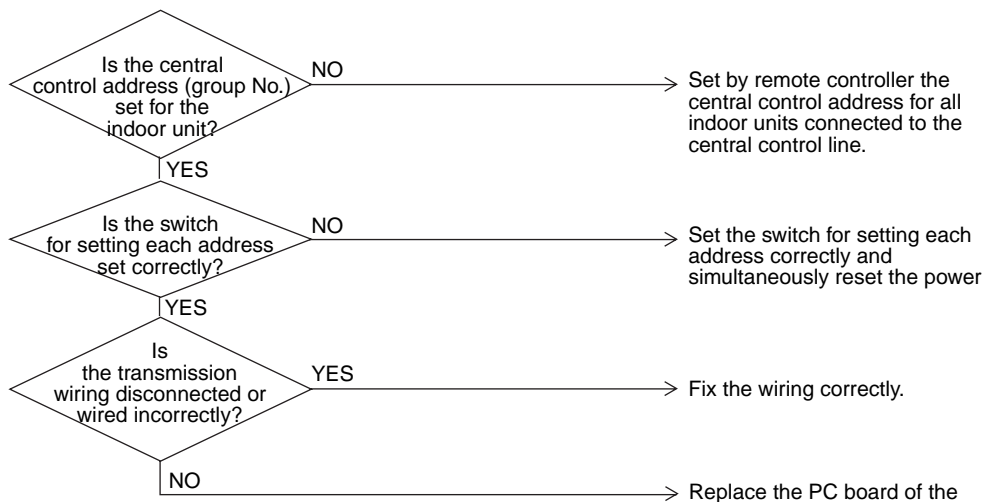 Is the central
control address (group No.)
set for the
indoor unit?
NO
Set by remote controller the
central control address for all
indoor units connected to the
central control line.
YES
Is the switch
for setting each address
set correctly?
NO
Set the switch for setting each
address correctly and
simultaneously reset the power
YES
Is
the transmission
wiring disconnected or
wired incorrectly?
YES
Fix the wiring correctly.
NO
Replace the PC board of the